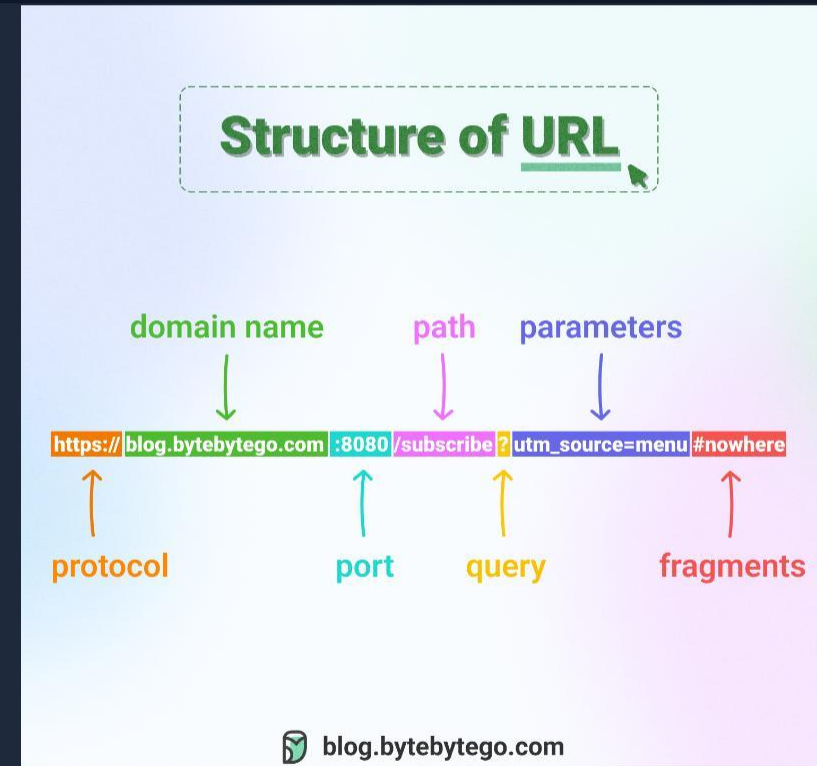 Structure of URL
domain name path parameters
https://blog.bytebytego.com:8080/subscribe?utm_source=menu#nowhere
protocol port query fragments
blog.bytebytego.com